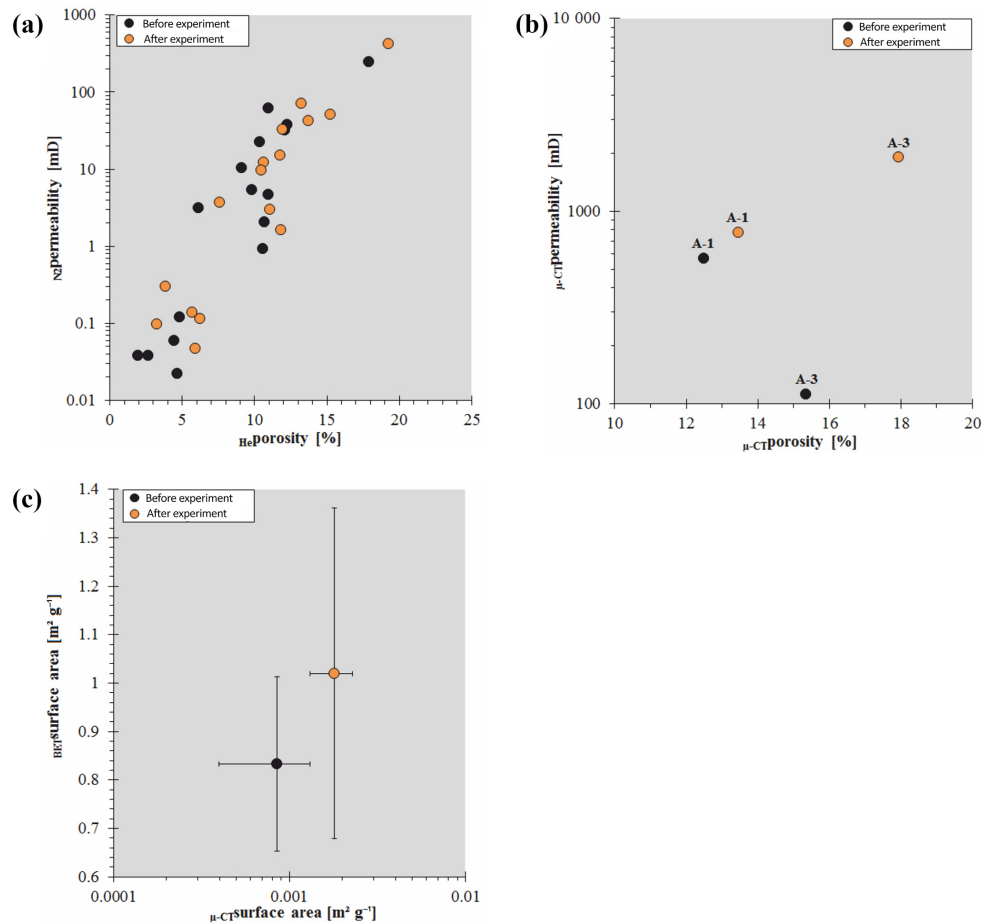 (a)
Before experiment
After experiment
N2permeability [mD]
1000
100
10
1
0.1
0.01
0
5
10
15
20
25
Heporosity [%]
(b)
Before experiment
After experiment
μ-CTpermeability [mD]
10 000
1000
100
A-3
A-1
A-1
A-3
10
12
14
16
18
20
μ-CTporosity [%]
(c)
Before experiment
After experiment
BETsurface area [m² g⁻¹]
1.4
1.3
1.2
1.1
1
0.9
0.8
0.7
0.6
0.0001
0.001
0.01
μ-CTsurface area [m² g⁻¹]